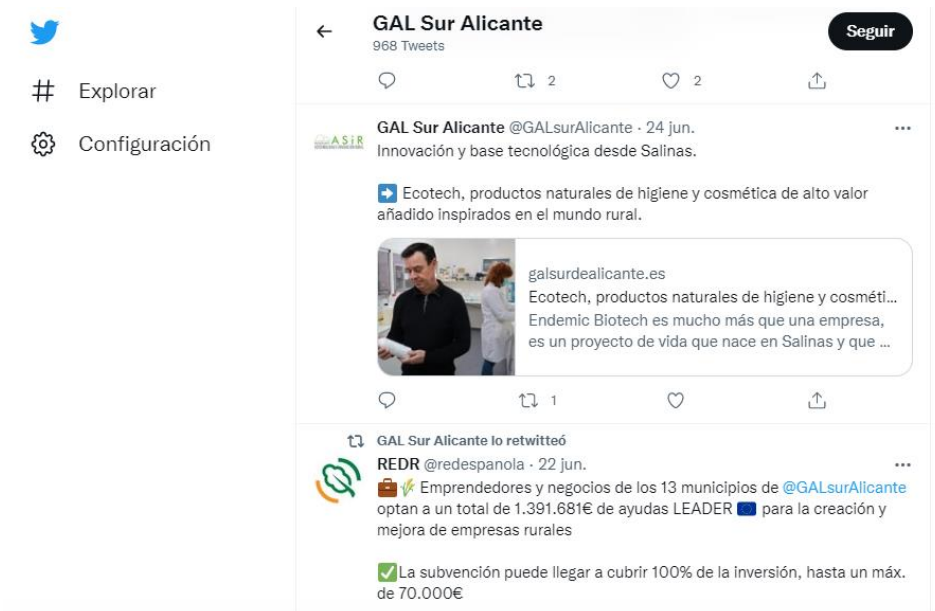 GAL Sur Alicante
968 Tweets
Seguir
Explorar
Configuración
2 2
GAL Sur Alicante @GALsurAlicante · 24 jun.
ASiR
Innovación y base tecnológica desde Salinas.
➡️ Ecotech, productos naturales de higiene y cosmética de alto valor
añadido inspirados en el mundo rural.
galsurdealicante.es
Ecotech, productos naturales de higiene y cosméti...
Endemic Biotech es mucho más que una empresa,
es un proyecto de vida que nace en Salinas y que ...
1
GAL Sur Alicante lo retwitteó
REDR @redespanola · 22 jun.
💼🌾 Emprendedores y negocios de los 13 municipios de @GALsurAlicante
optan a un total de 1.391.681€ de ayudas LEADER 🇪🇺 para la creación y
mejora de empresas rurales
✅La subvención puede llegar a cubrir 100% de la inversión, hasta un máx.
de 70.000€